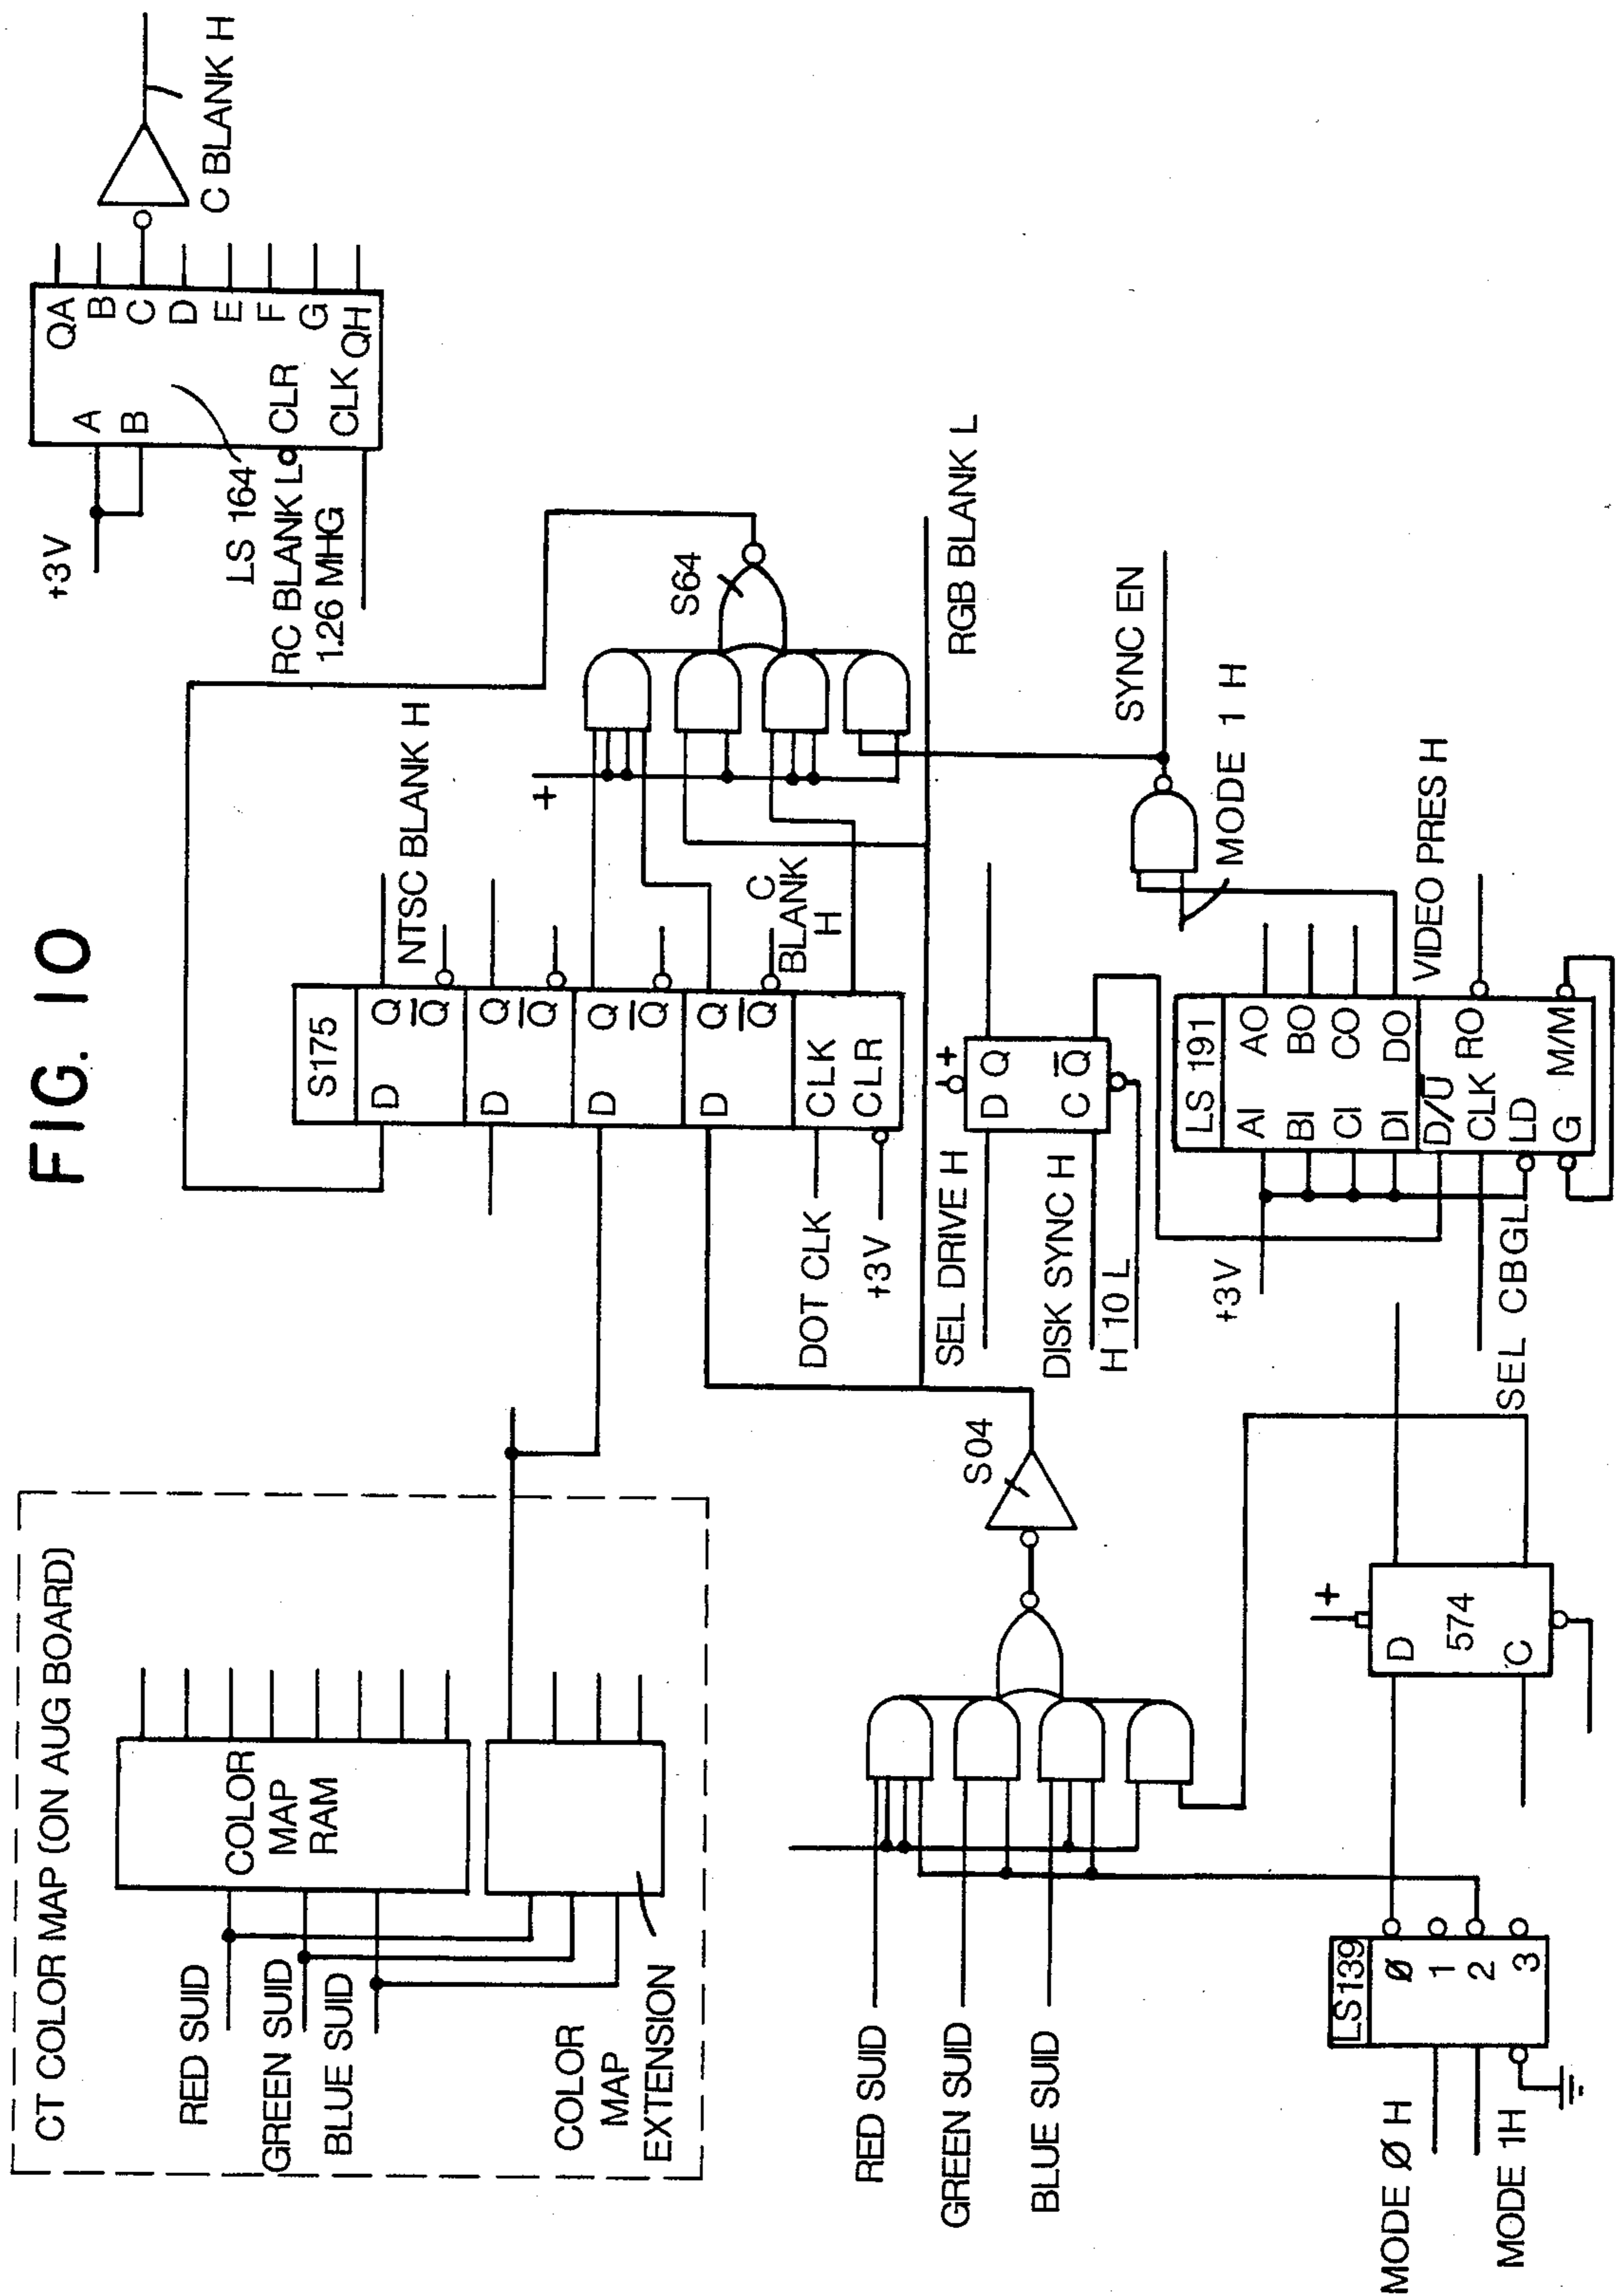 FIG. 10
CT COLOR MAP (ON AUG BOARD)
RED SUID
GREEN SUID
BLUE SUID
COLOR
MAP
RAM
COLOR
MAP
EXTENSION
+3V
A
B
LS 164
RC BLANK L
CLR
1.26 MHG
CLK
QA
B
C
D
E
F
G
QH
C BLANK H
S175
D
Q
Q
NTSC BLANK H
D
Q
Q
D
Q
Q
D
Q
Q
C
BLANK
H
DOT CLK
CLK
+3V
CLR
+
S64
RGB BLANK L
RED SUID
GREEN SUID
BLUE SUID
S04
SEL DRIVE H
DISK SYNC H
H 10 L
+
D
Q
C
Q
SYNC EN
MODE 1 H
MODE Ø H
MODE 1H
LS139
Ø
1
2
3
+
D
574
C
+3V
SEL CBGL
LS 191
AI
AO
BI
BO
CI
CO
DI
DO
D/U
CLK
RO
LD
G
M/M
VIDEO PRES H